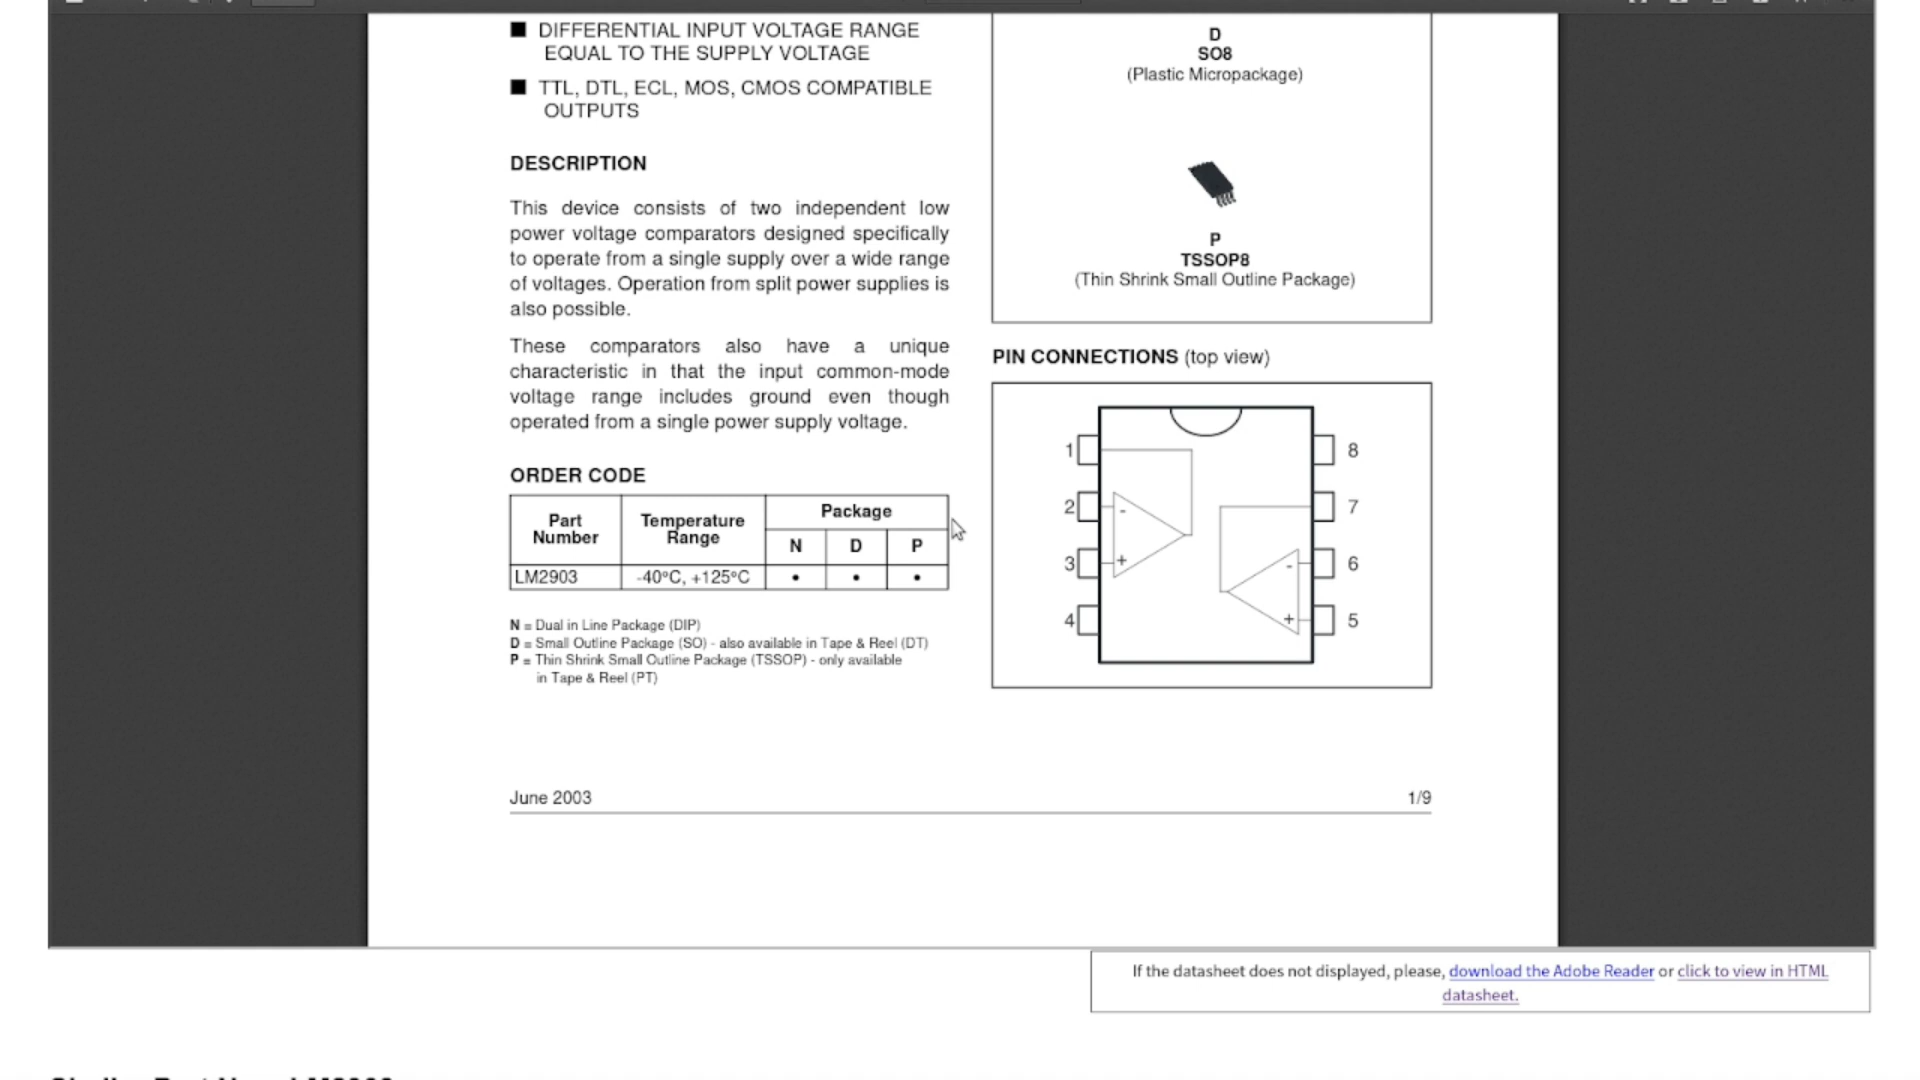 ■ DIFFERENTIAL INPUT VOLTAGE RANGE
EQUAL TO THE SUPPLY VOLTAGE
■ TTL, DTL, ECL, MOS, CMOS COMPATIBLE
OUTPUTS
DESCRIPTION
This device consists of two independent low
power voltage comparators designed specifically
to operate from a single supply over a wide range
of voltages. Operation from split power supplies is
also possible.
These comparators also have a unique
characteristic in that the input common-mode
voltage range includes ground even though
operated from a single power supply voltage.
ORDER CODE
Part
Number
Temperature
Range
Package
N D P
LM2903 -40°C, +125°C • • •
N = Dual in Line Package (DIP)
D = Small Outline Package (SO) - also available in Tape & Reel (DT)
P = Thin Shrink Small Outline Package (TSSOP) - only available
in Tape & Reel (PT)
D
SO8
(Plastic Micropackage)
P
TSSOP8
(Thin Shrink Small Outline Package)
PIN CONNECTIONS (top view)
1 8
2 - 7
3 + - 6
4 + 5
June 2003 1/9
If the datasheet does not displayed, please, download the Adobe Reader or click to view in HTML
datasheet.